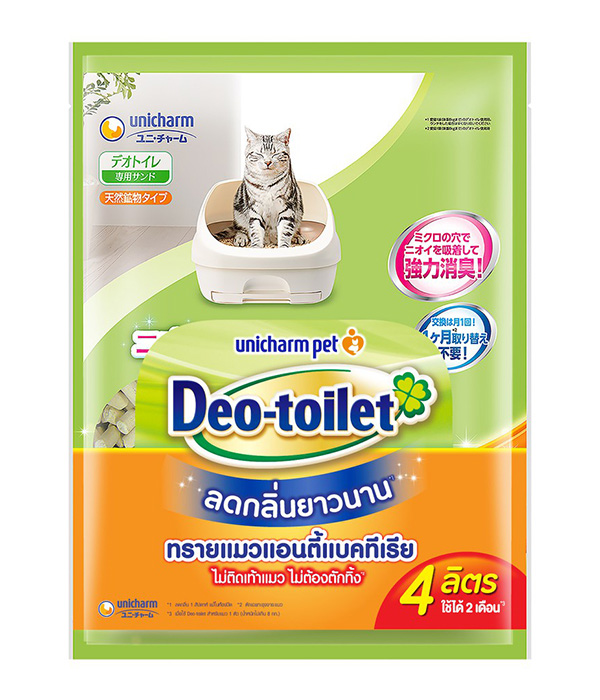 unicharm
ユニ・チャーム
デオトイレ
専用サンド
天然鉱物タイプ
ミクロの穴で
ニオイを吸着して
強力消臭!
交換は月1回!
1ヶ月取り替え
不要!
unicharm pet
Deo-toilet
ลดกลิ่นยาวนาน*1
ทรายแมวแอนตี้แบคทีเรีย
ไม่ติดเท้าแมว ไม่ต้องตักทิ้ง*2
4 ลิตร
ใช้ได้ 2 เดือน*3
unicharm
ユニ・チャーム